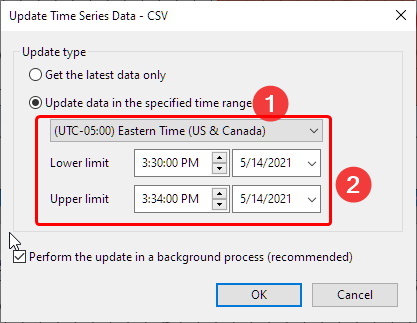 Update Time Series Data - CSV
Update type
Get the latest data only
Update data in the specified time range
1
(UTC-05:00) Eastern Time (US & Canada)
Lower limit 3:30:00 PM 5/14/2021
2
Upper limit 3:34:00 PM 5/14/2021
Perform the update in a background process (recommended)
OK Cancel